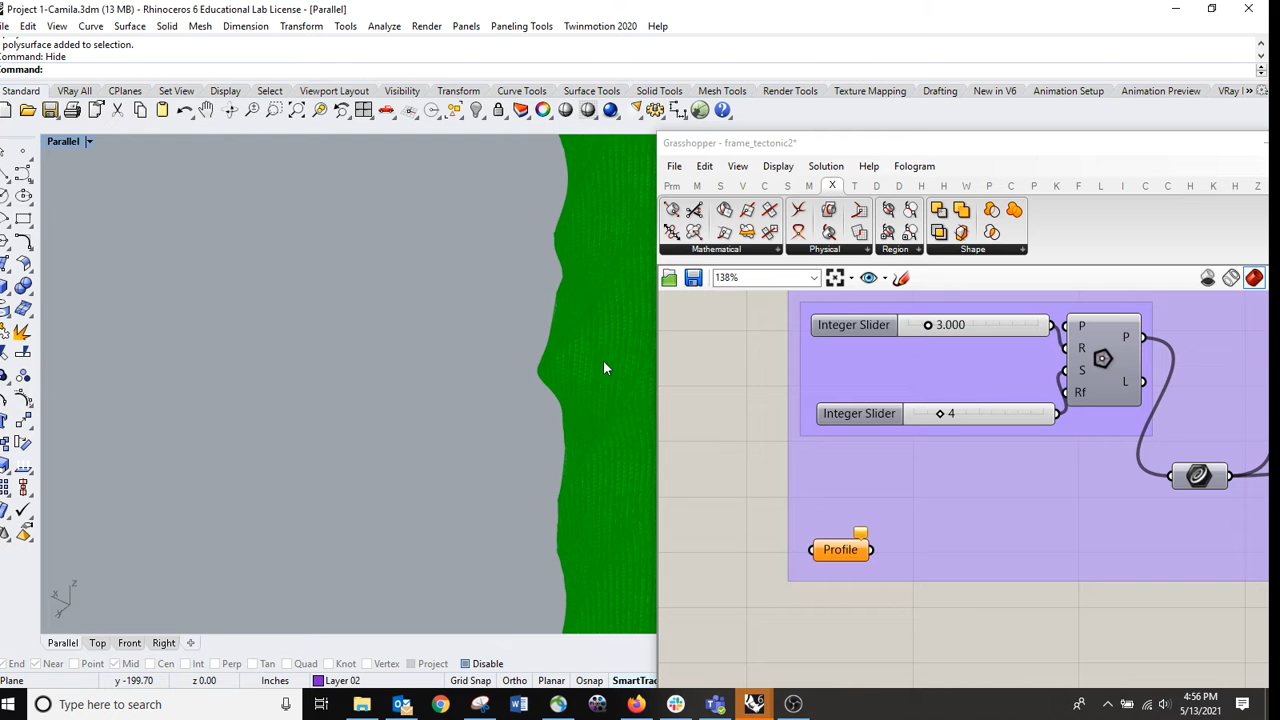 Project 1-Camila.3dm (13 MB) - Rhinoceros 6 Educational Lab License - [Parallel]
ile Edit View Curve Surface Solid Mesh Dimension Transform Tools Analyze Render Panels Paneling Tools Twinmotion 2020 Help
polysurface added to selection.
Command: Hide
Command:
Standard VRay All CPlanes Set View Display Select Viewport Layout Visibility Transform Curve Tools Surface Tools Solid Tools Mesh Tools Render Tools Texture Mapping Drafting New in V6 Animation Setup Animation Preview VRay l »
Parallel
Grasshopper - frame_tectonic2*
File Edit View Display Solution Help Fologram
Prm M S V C S M X T D D H W P C P K F L I C C H K H Z
Mathematical Physical Region Shape
138%
Integer Slider 3.000
P
R
S
Rf
P
L
Integer Slider 4
Profile
z
x
y
Parallel Top Front Right
End Near Point Mid Cen Int Perp Tan Quad Knot Vertex Project Disable
Plane y -199.70 z 0.00 Inches Layer 02 Grid Snap Ortho Planar Osnap SmartTrac
Type here to search
4:56 PM
5/13/2021